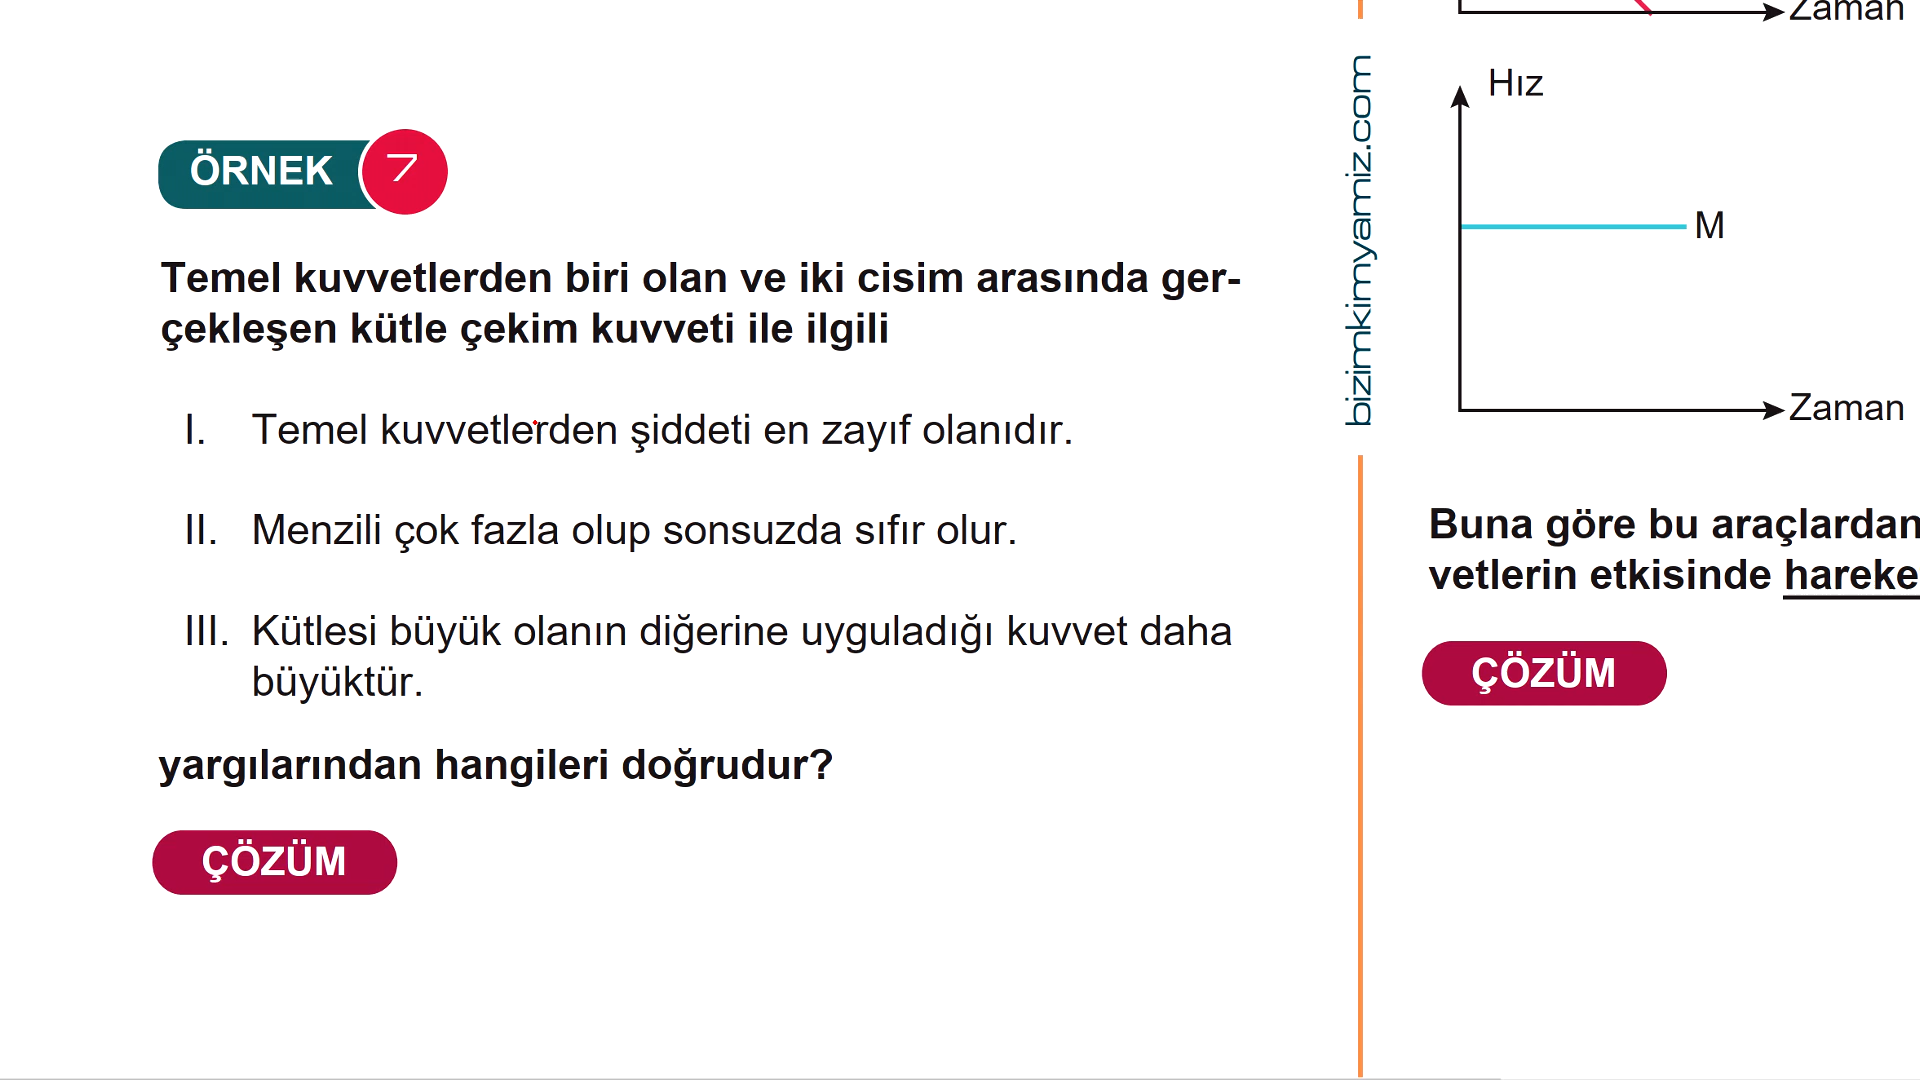 ÖRNEK 7
Temel kuvvetlerden biri olan ve iki cisim arasında ger-
çekleşen kütle çekim kuvveti ile ilgili
I. Temel kuvvetlerden şiddeti en zayıf olanıdır.
II. Menzili çok fazla olup sonsuzda sıfır olur.
III. Kütlesi büyük olanın diğerine uyguladığı kuvvet daha
büyüktür.
yargılarından hangileri doğrudur?
ÇÖZÜM
bizimkimyamiz.com
Zaman
Hız
M
Zaman
Buna göre bu araçlardan
vetlerin etkisinde hareke
ÇÖZÜM